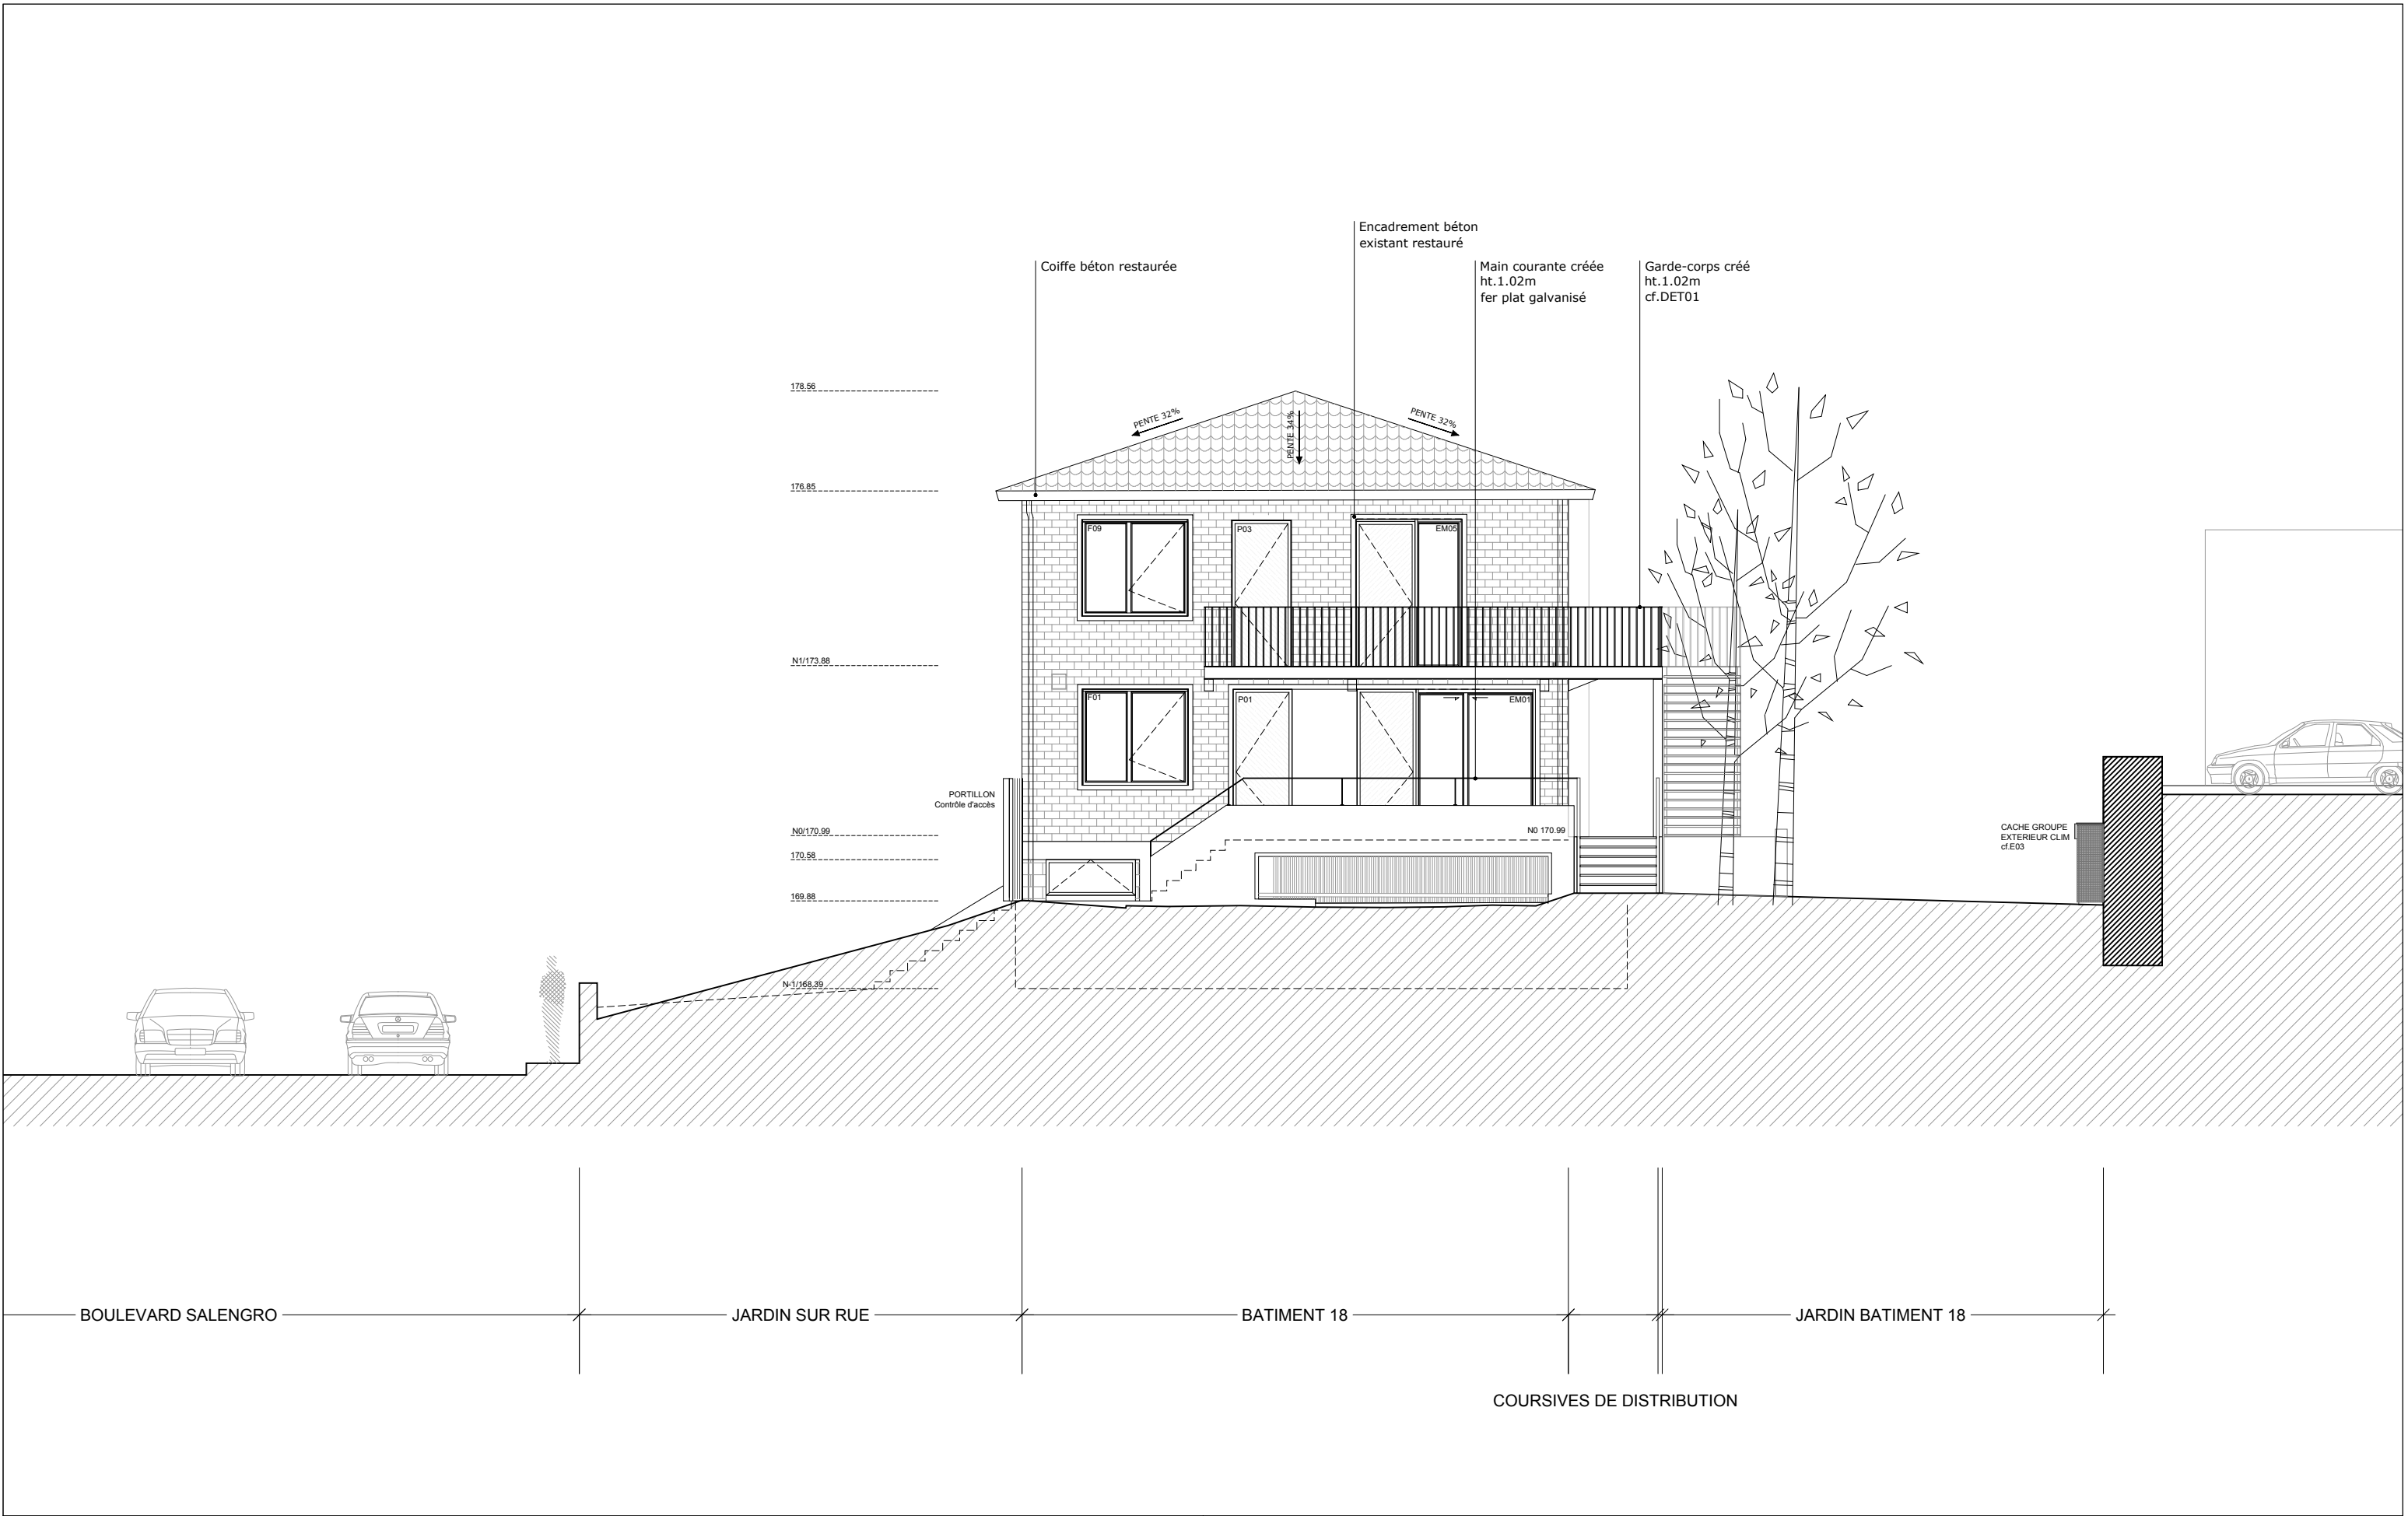 Encadrement béton
existant restauré
Coiffe béton restaurée
Main courante créée
ht.1.02m
fer plat galvanisé
Garde-corps créé
ht.1.02m
cf.DET01
178.56
PENTE 32%
PENTE 34%
PENTE 32%
176.85
F09
P03
EM05
N1/173.88
F01
P01
EM01
PORTILLON
Contrôle d'accès
N0/170.99
N0 170.99
CACHE GROUPE
EXTERIEUR CLIM
cf.E03
170.58
169.88
N-1/168.39
BOULEVARD SALENGRO
JARDIN SUR RUE
BATIMENT 18
JARDIN BATIMENT 18
COURSIVES DE DISTRIBUTION